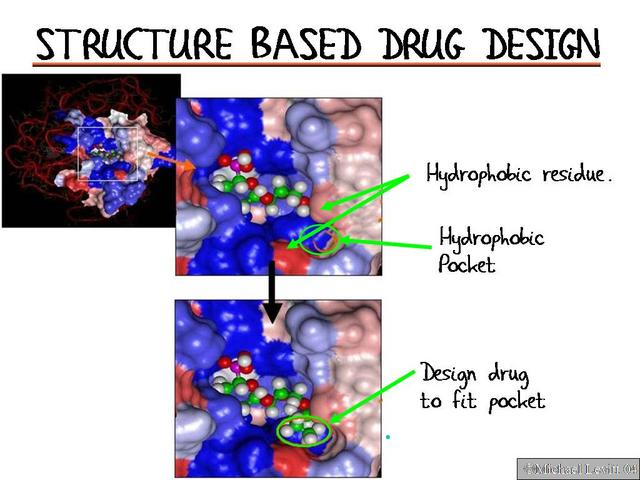 STRUCTURE BASED DRUG DESIGN
Hydrophobic residue.
Hydrophobic
Pocket
Design drug
to fit pocket
©Michael Levitt 04